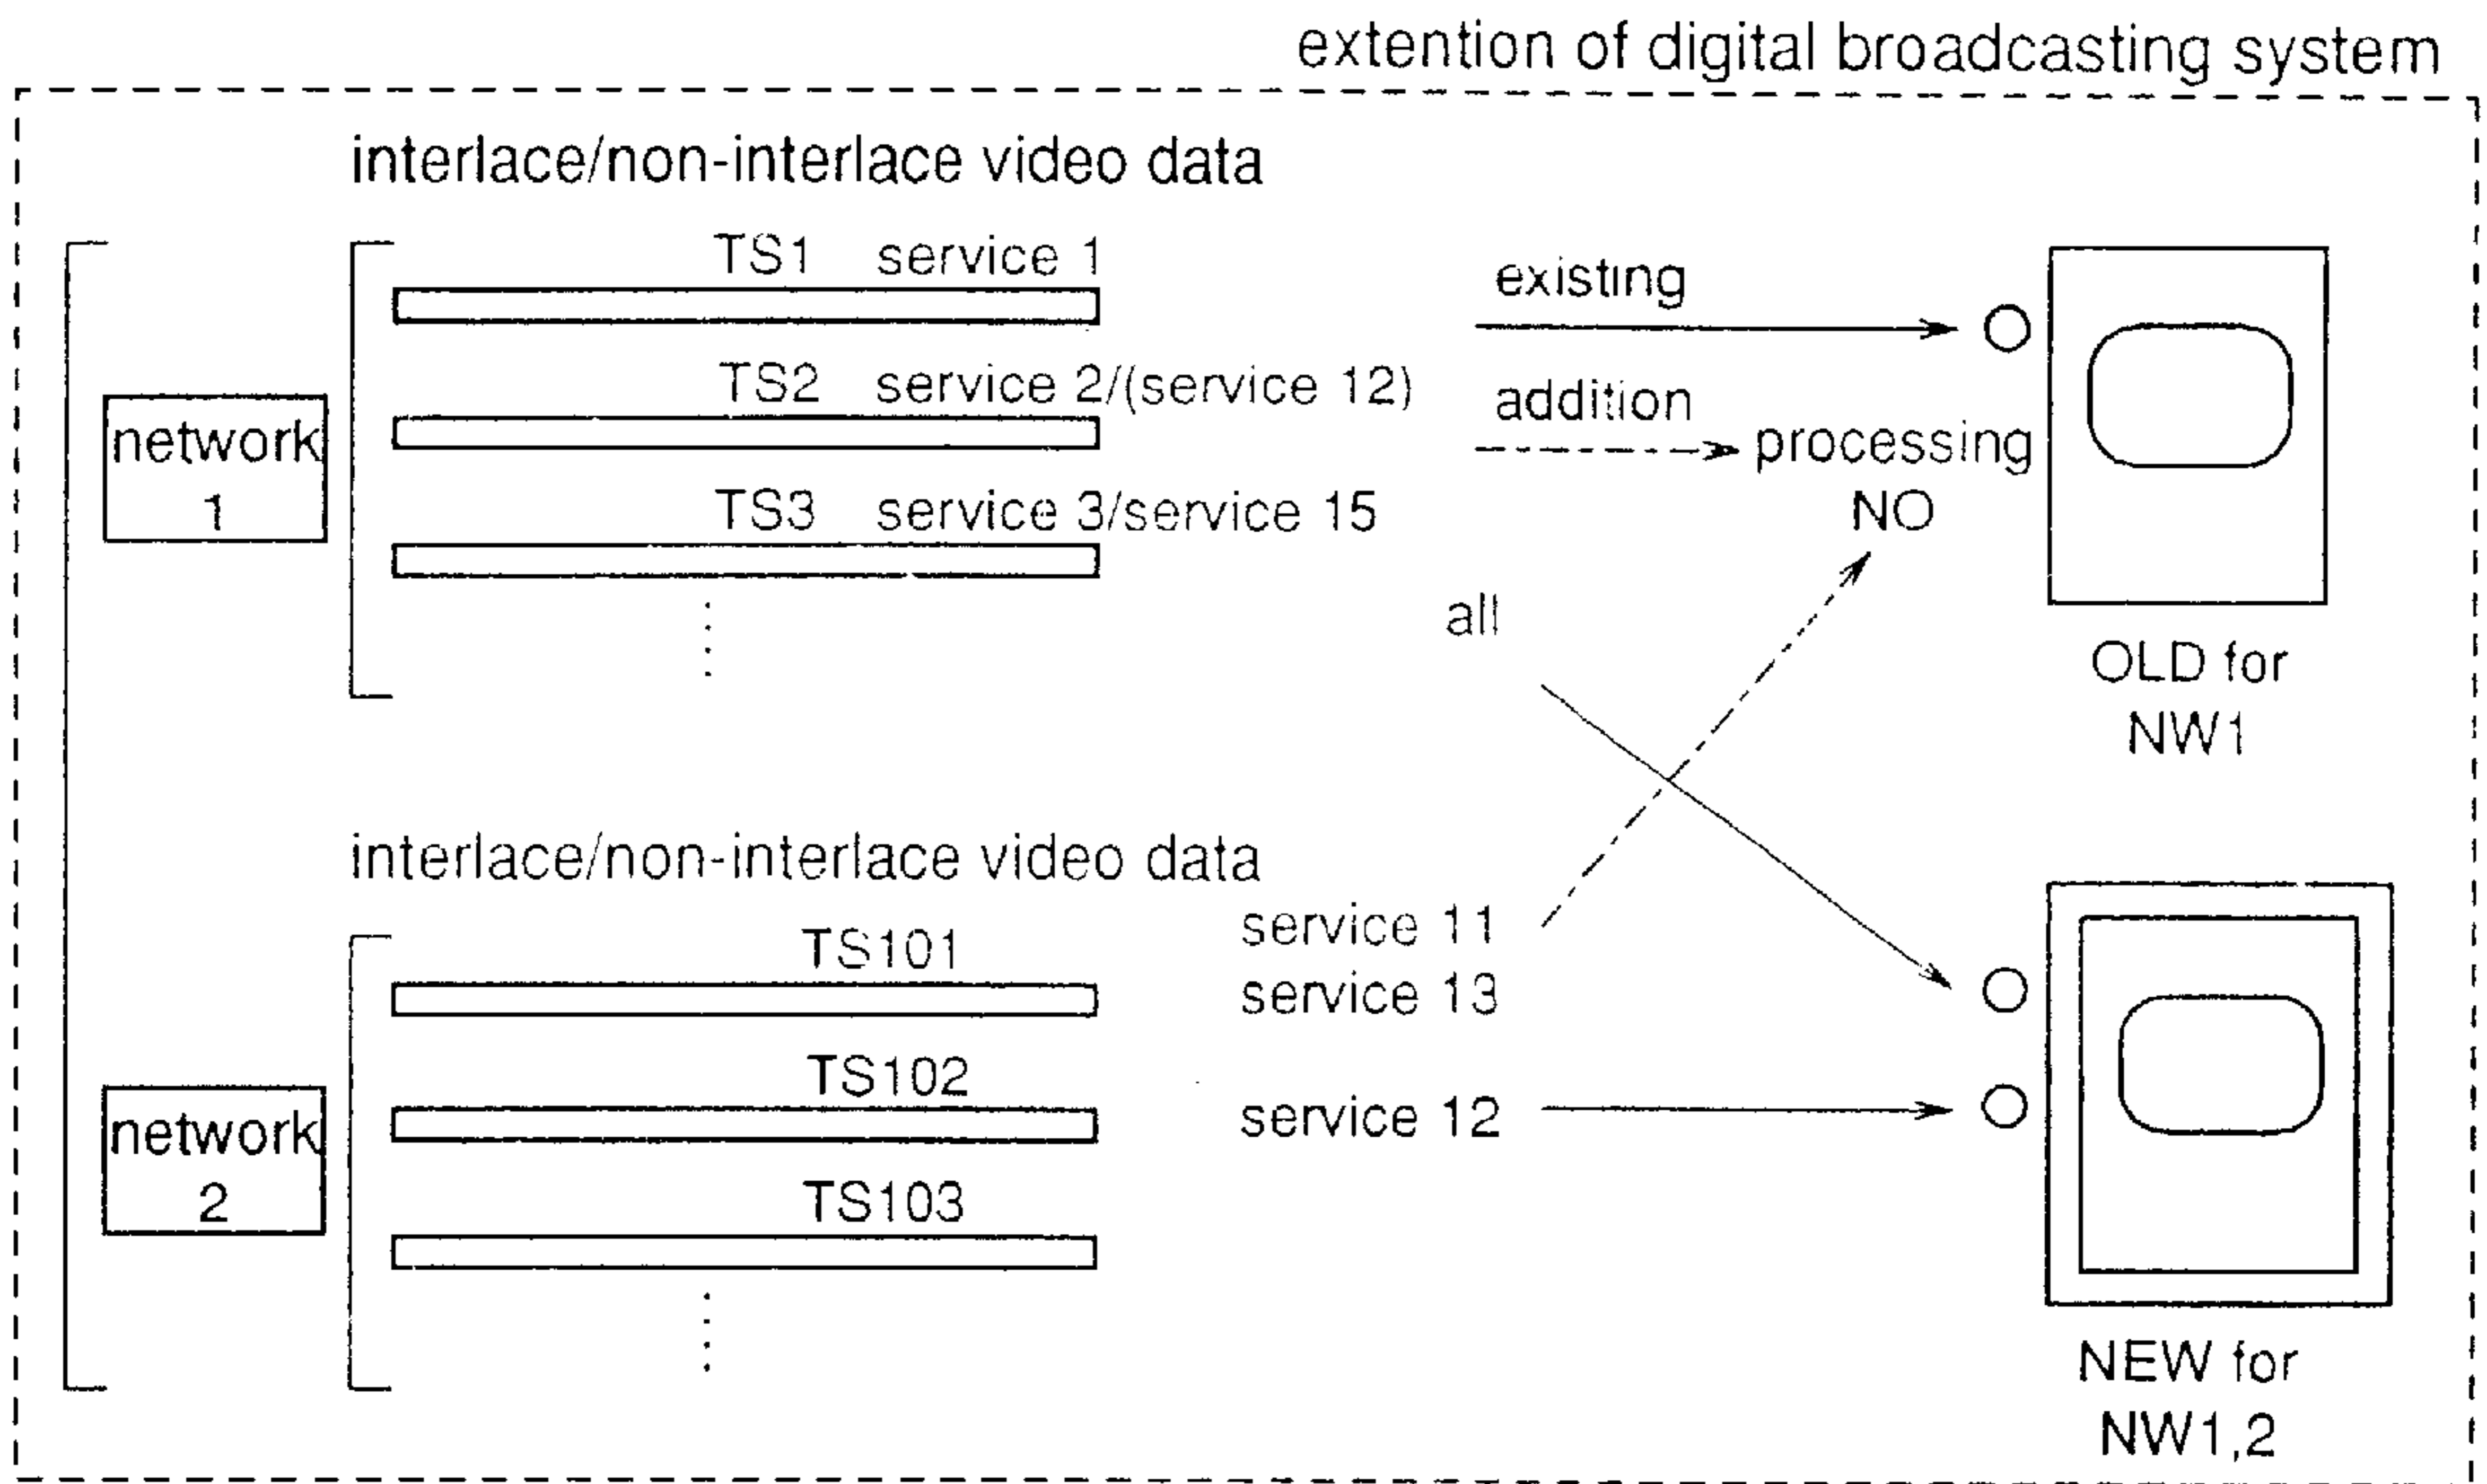 extention of digital broadcasting system
interlace/non-interlace video data
TS1 service 1
existing
TS2 service 2/(service 12)
addition
network
1
processing
NO
TS3 service 3/service 15
all
OLD for
NW1
interlace/non-interlace video data
TS101
service 11
service 13
TS102
service 12
network
2
TS103
NEW for
NW1,2